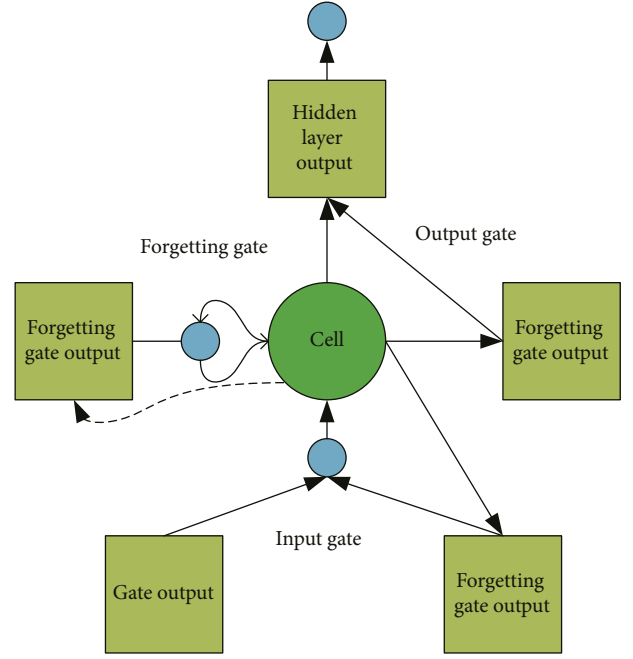 Hidden
layer
output
Forgetting gate
Output gate
Forgetting
gate output
Cell
Forgetting
gate output
Input gate
Gate output
Forgetting
gate output